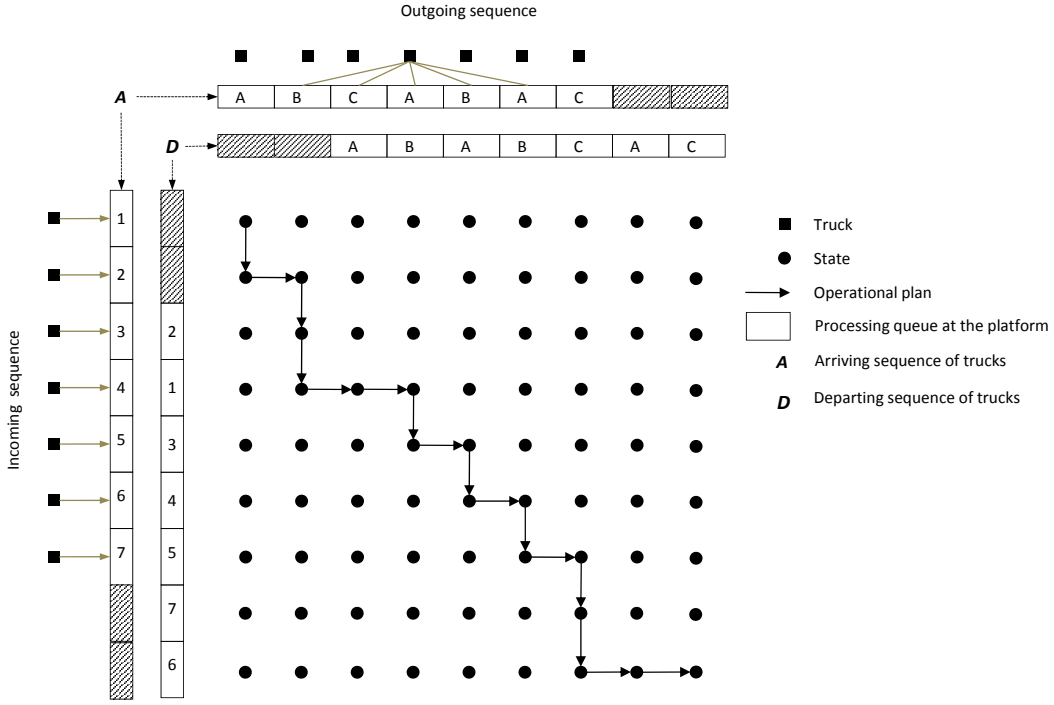 Outgoing sequence
A A B C A B A C
D A B A B C A C
Incoming sequence
1
2
3 2
4 1
5 3
6 4
7 5
7
6
Truck
State
Operational plan
Processing queue at the platform
A Arriving sequence of trucks
D Departing sequence of trucks